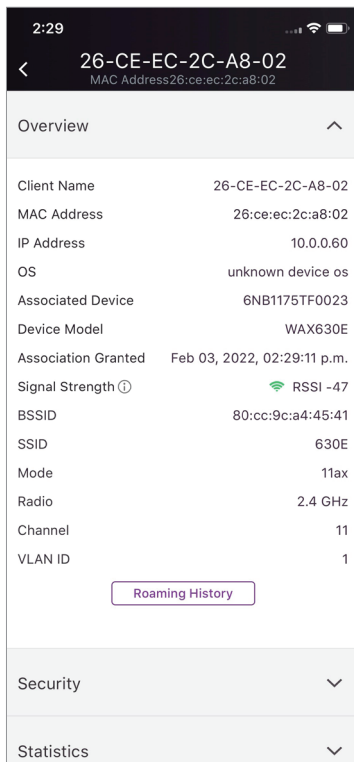 2:29
26-CE-EC-2C-A8-02
MAC Address26:ce:ec:2c:a8:02
Overview
Client Name 26-CE-EC-2C-A8-02
MAC Address 26:ce:ec:2c:a8:02
IP Address 10.0.0.60
OS unknown device os
Associated Device 6NB1175TF0023
Device Model WAX630E
Association Granted Feb 03, 2022, 02:29:11 p.m.
Signal Strength RSSI -47
BSSID 80:cc:9c:a4:45:41
SSID 630E
Mode 11ax
Radio 2.4 GHz
Channel 11
VLAN ID 1
Roaming History
Security
Statistics